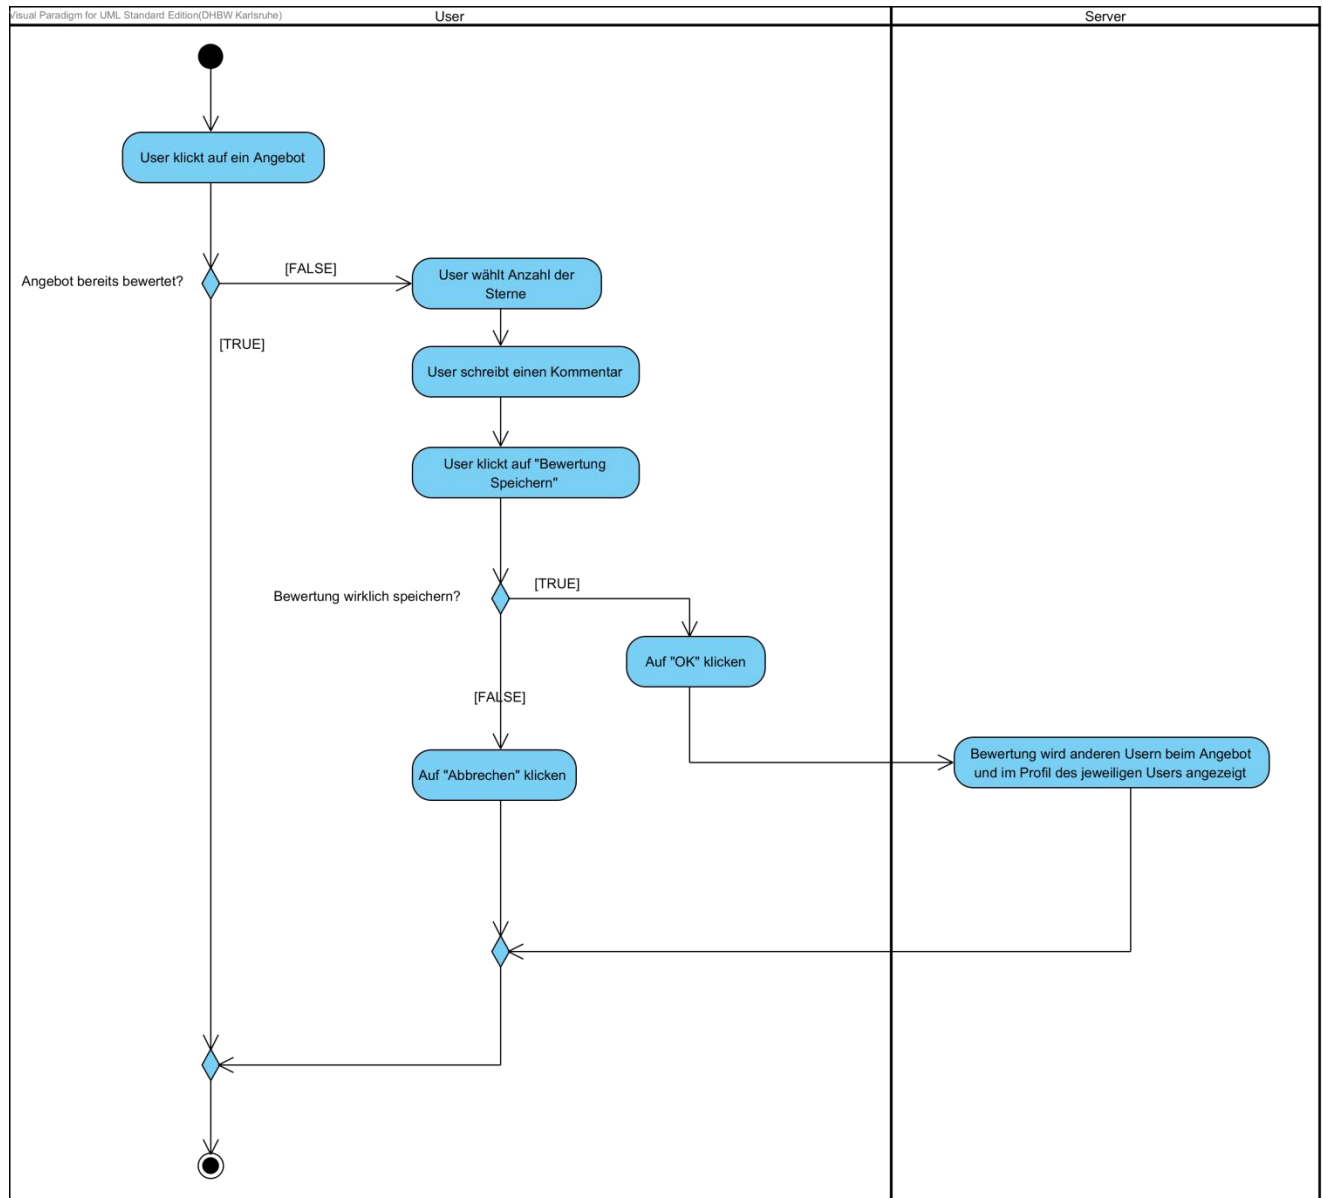 Visual Paradigm for UML Standard Edition(DHBW Karlsruhe)
User
Server
User klickt auf ein Angebot
Angebot bereits bewertet?
[FALSE]
User wählt Anzahl der
Sterne
[TRUE]
User schreibt einen Kommentar
User klickt auf "Bewertung
Speichern"
Bewertung wirklich speichern?
[TRUE]
Auf "OK" klicken
[FALSE]
Bewertung wird anderen Usern beim Angebot
und im Profil des jeweiligen Users angezeigt
Auf "Abbrechen" klicken